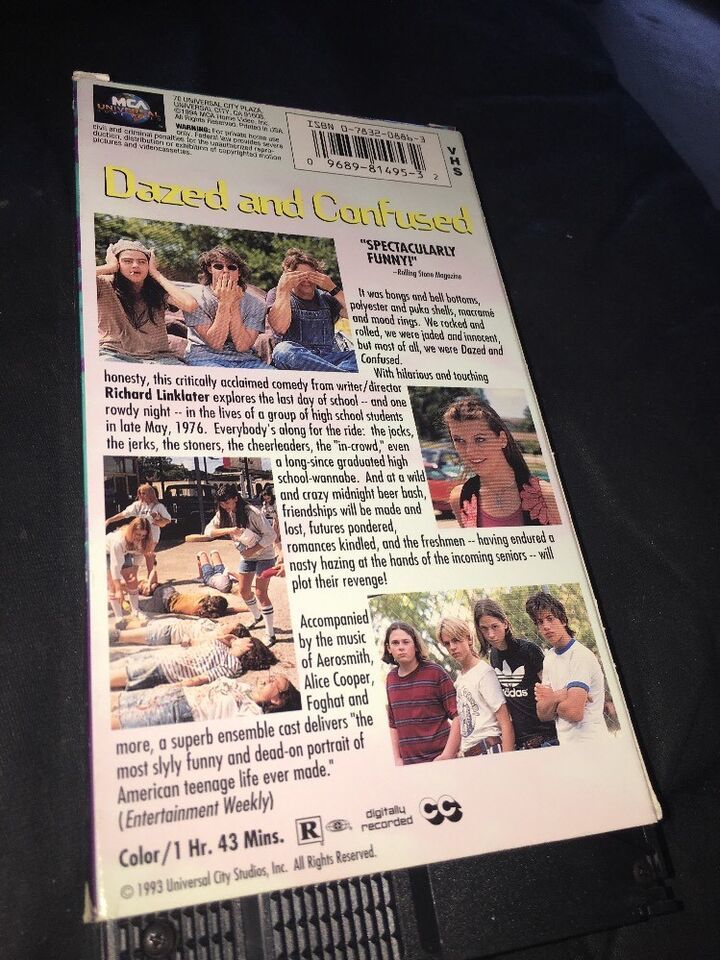 MCA
UNIVERSAL
70 UNIVERSAL CITY PLAZA,
UNIVERSAL CITY, CA 91608.
©1994 MCA Home Video, Inc.
All Rights Reserved. Printed in USA
WARNING: For private home use
only. Federal law provides severe
civil and criminal penalties for the unauthorized repro-
duction, distribution or exhibition of copyrighted motion
pictures and videocassettes.
ISBN 0-7832-0886-3
0 9689-81495-3 2
VHS
Dazed and Confused
"SPECTACULARLY
FUNNY!"
–Rolling Stone Magazine
It was bongs and bell bottoms,
polyester and puka shells, macramé
and mood rings. We rocked and
rolled, we were jaded and innocent,
but most of all, we were Dazed and
Confused.
With hilarious and touching
honesty, this critically acclaimed comedy from writer/director
Richard Linklater explores the last day of school -- and one
rowdy night -- in the lives of a group of high school students
in late May, 1976. Everybody's along for the ride: the jocks,
the jerks, the stoners, the cheerleaders, the "in-crowd," even
a long-since graduated high
school-wannabe. And at a wild
and crazy midnight beer bash,
friendships will be made and
lost, futures pondered,
romances kindled, and the freshmen -- having endured a
nasty hazing at the hands of the incoming seniors -- will
plot their revenge!
Accompanied
by the music
of Aerosmith,
Alice Cooper,
Foghat and
more, a superb ensemble cast delivers "the
most slyly funny and dead-on portrait of
American teenage life ever made."
(Entertainment Weekly)
adidas
Color/1 Hr. 43 Mins.
R
digitally
recorded
CC
© 1993 Universal City Studios, Inc. All Rights Reserved.